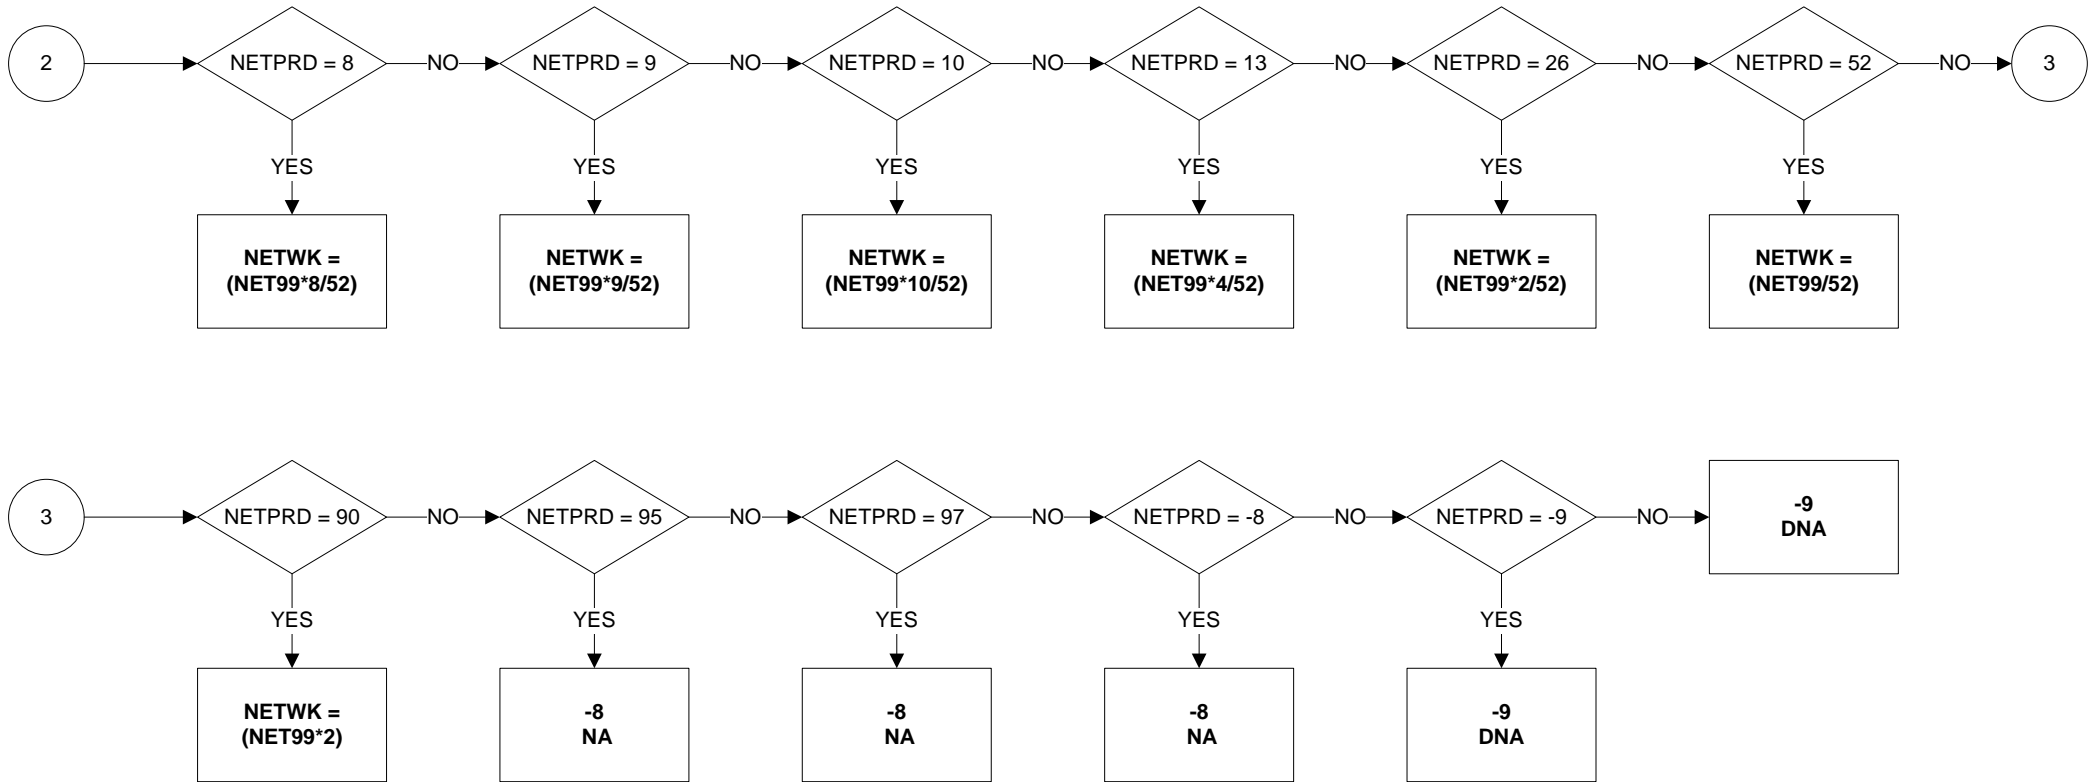 2
NETPRD = 8
NO
NETPRD = 9
NO
NETPRD = 10
NO
NETPRD = 13
NO
NETPRD = 26
NO
NETPRD = 52
NO
3
YES
YES
YES
YES
YES
YES
NETWK =
(NET99*8/52)
NETWK =
(NET99*9/52)
NETWK =
(NET99*10/52)
NETWK =
(NET99*4/52)
NETWK =
(NET99*2/52)
NETWK =
(NET99/52)
3
NETPRD = 90
NO
NETPRD = 95
NO
NETPRD = 97
NO
NETPRD = -8
NO
NETPRD = -9
NO
-9
DNA
YES
YES
YES
YES
YES
NETWK =
(NET99*2)
-8
NA
-8
NA
-8
NA
-9
DNA